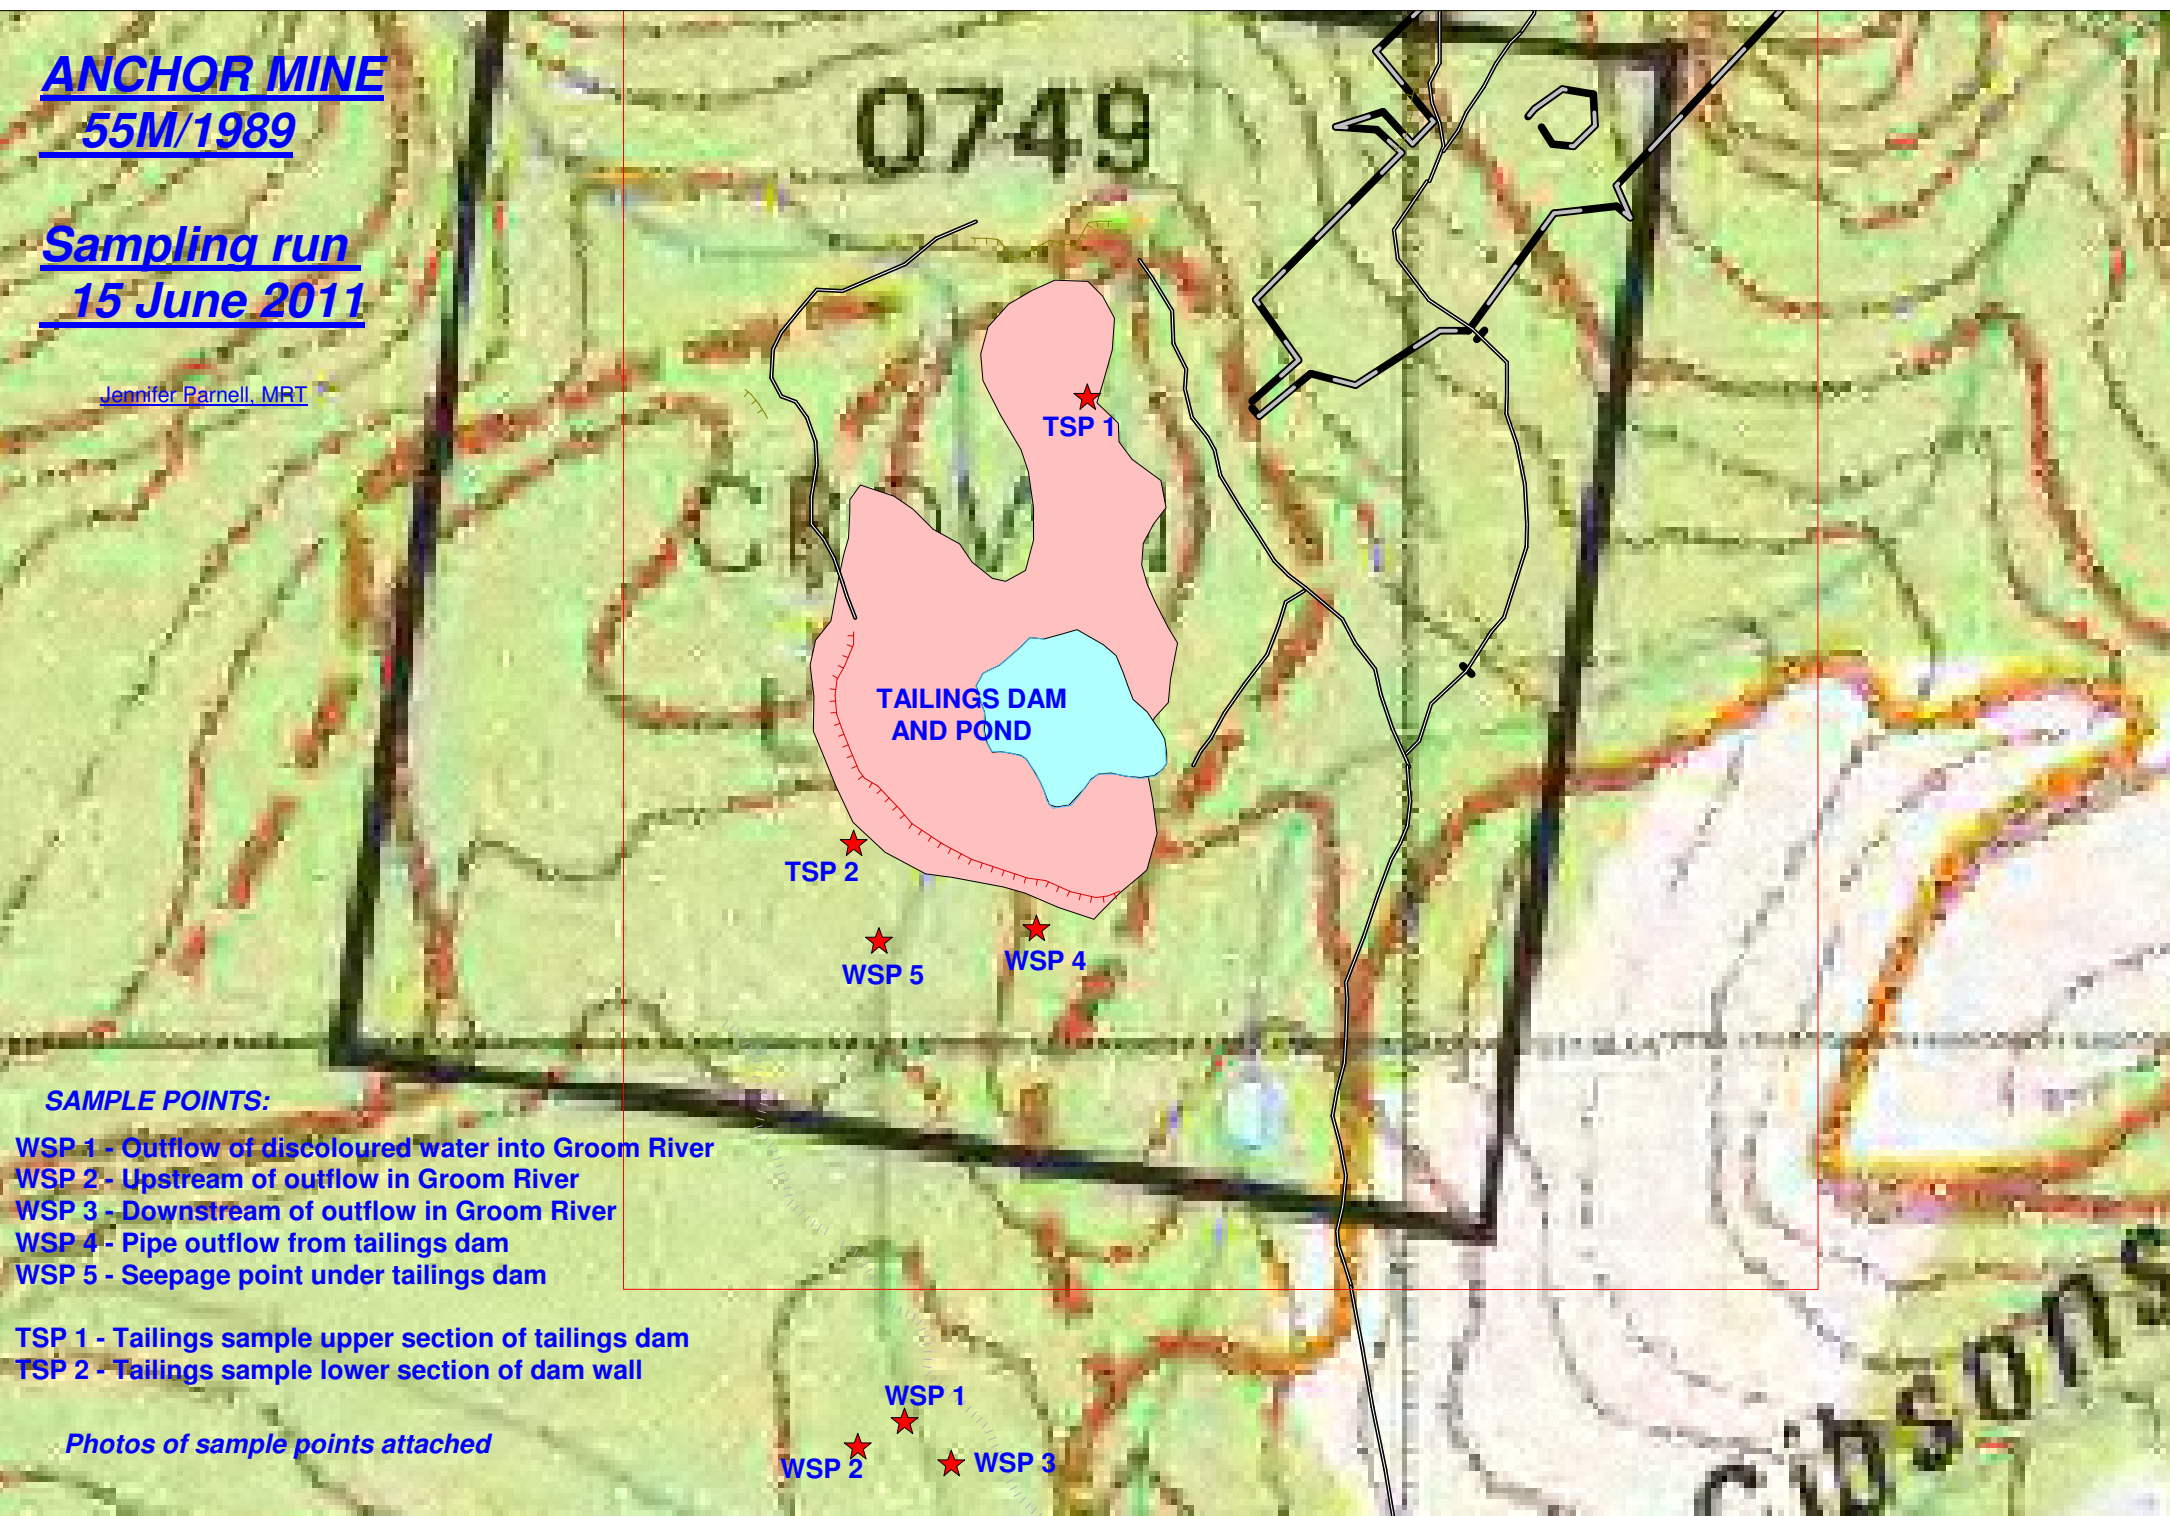 ANCHOR MINE
55M/1989
Sampling run
15 June 2011
Jennifer Parnell, MRT
0749
TSP 1
TAILINGS DAM
AND POND
TSP 2
WSP 5
WSP 4
SAMPLE POINTS:
WSP 1 - Outflow of discoloured water into Groom River
WSP 2 - Upstream of outflow in Groom River
WSP 3 - Downstream of outflow in Groom River
WSP 4 - Pipe outflow from tailings dam
WSP 5 - Seepage point under tailings dam
TSP 1 - Tailings sample upper section of tailings dam
TSP 2 - Tailings sample lower section of dam wall
Photos of sample points attached
WSP 1
WSP 2
WSP 3
Gibsons